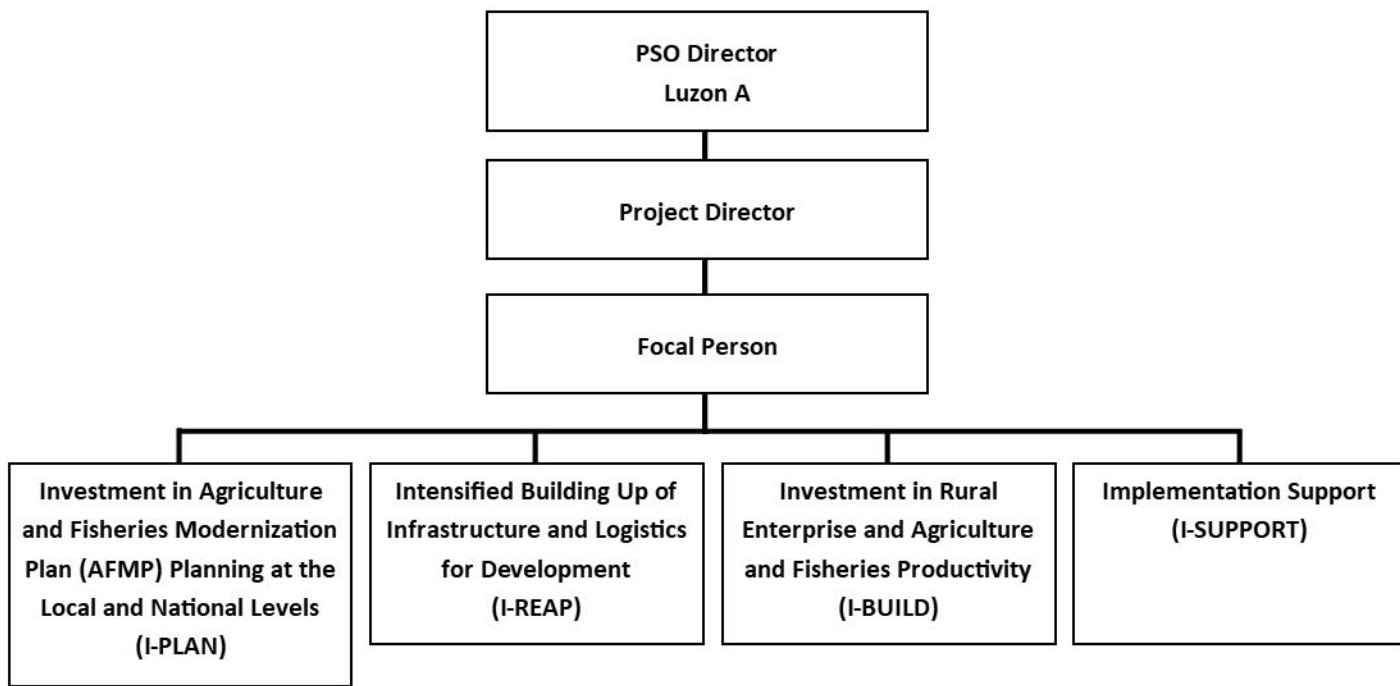 PSO Director
Luzon A
Project Director
Focal Person
Investment in Agriculture
and Fisheries Modernization
Plan (AFMP) Planning at the
Local and National Levels
(I-PLAN)
Intensified Building Up of
Infrastructure and Logistics
for Development
(I-REAP)
Investment in Rural
Enterprise and Agriculture
and Fisheries Productivity
(I-BUILD)
Implementation Support
(I-SUPPORT)